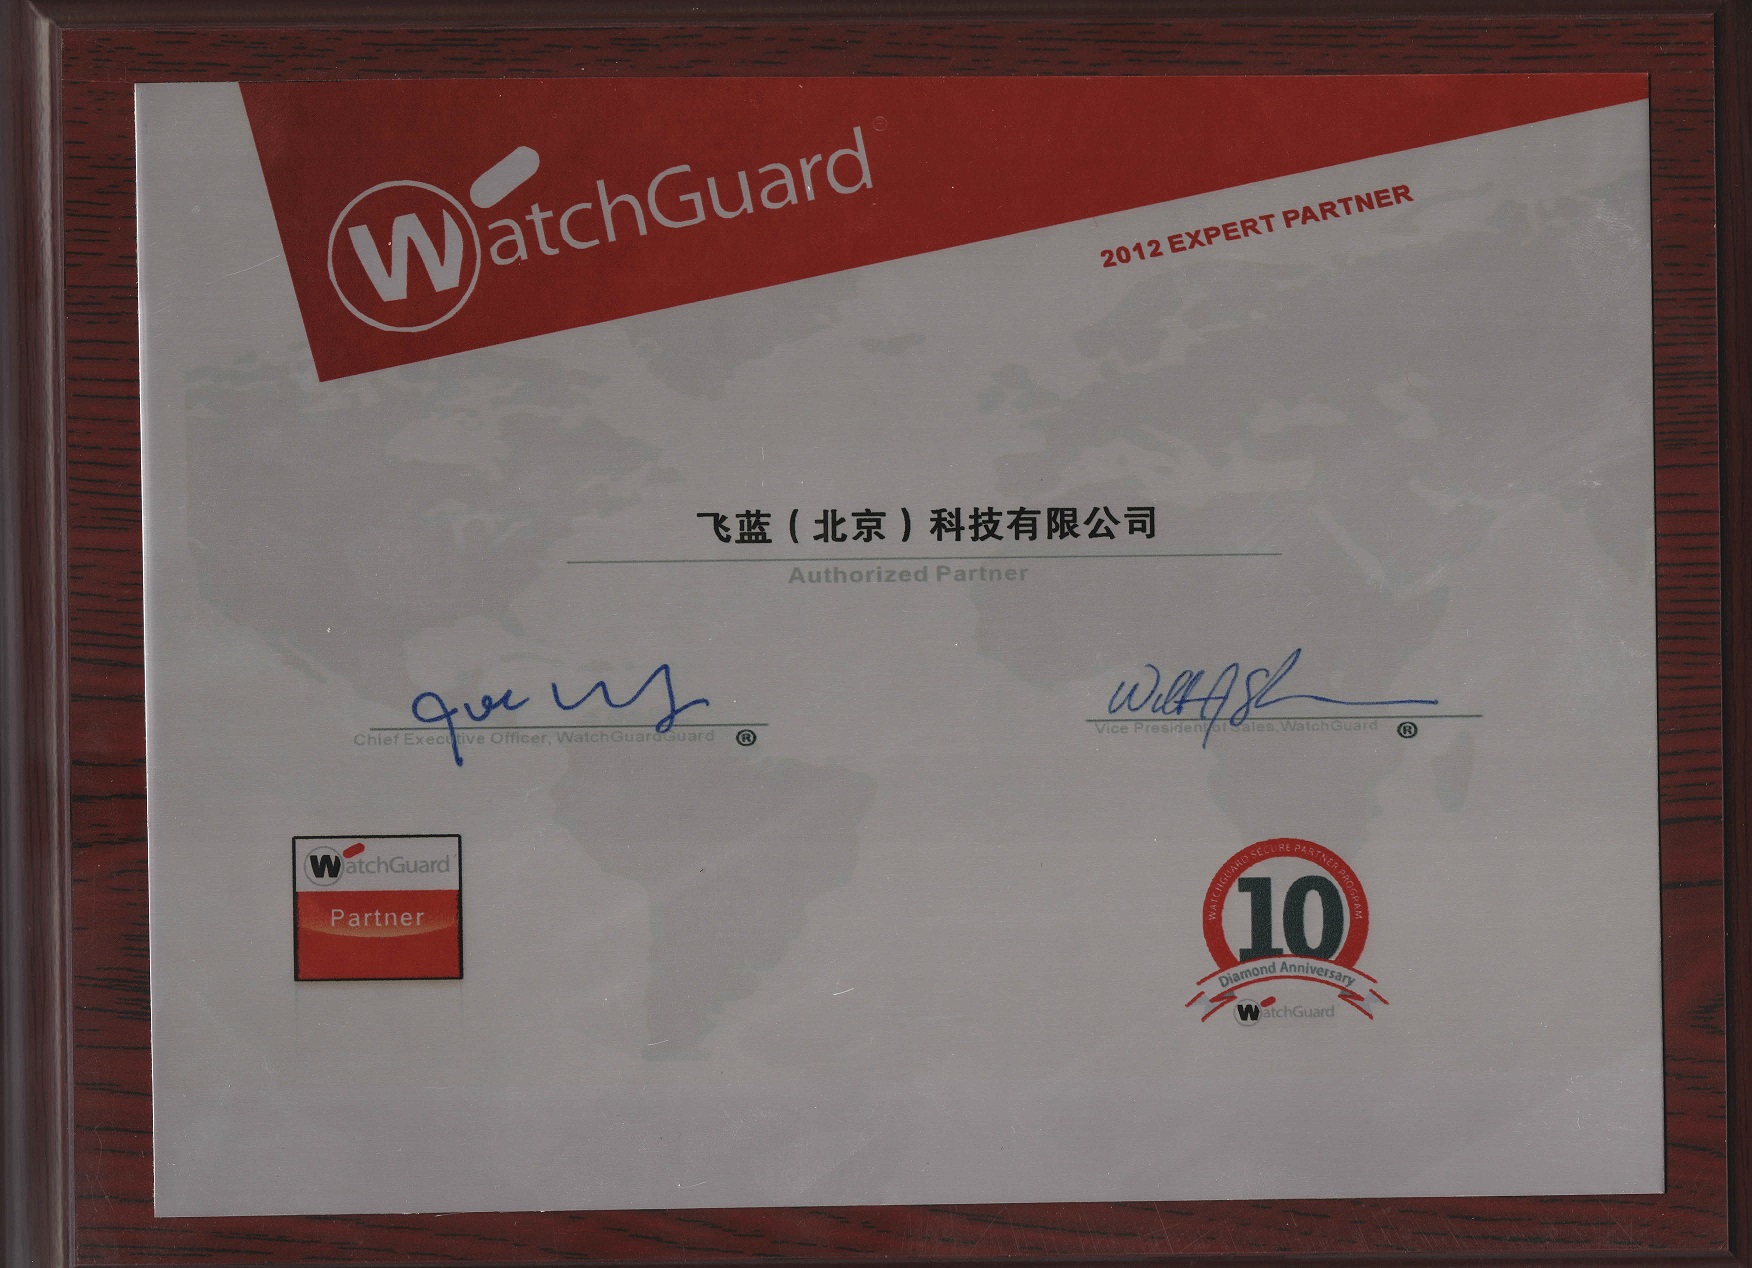 WatchGuard®
2012 EXPERT PARTNER
飞蓝（北京）科技有限公司
Authorized Partner
Chief Executive Officer, WatchGuardGuard ®
Vice President of Sales, WatchGuard ®
WatchGuard
Partner
WATCHGUARD SECURE PARTNER PROGRAM
10
Diamond Anniversary
WatchGuard